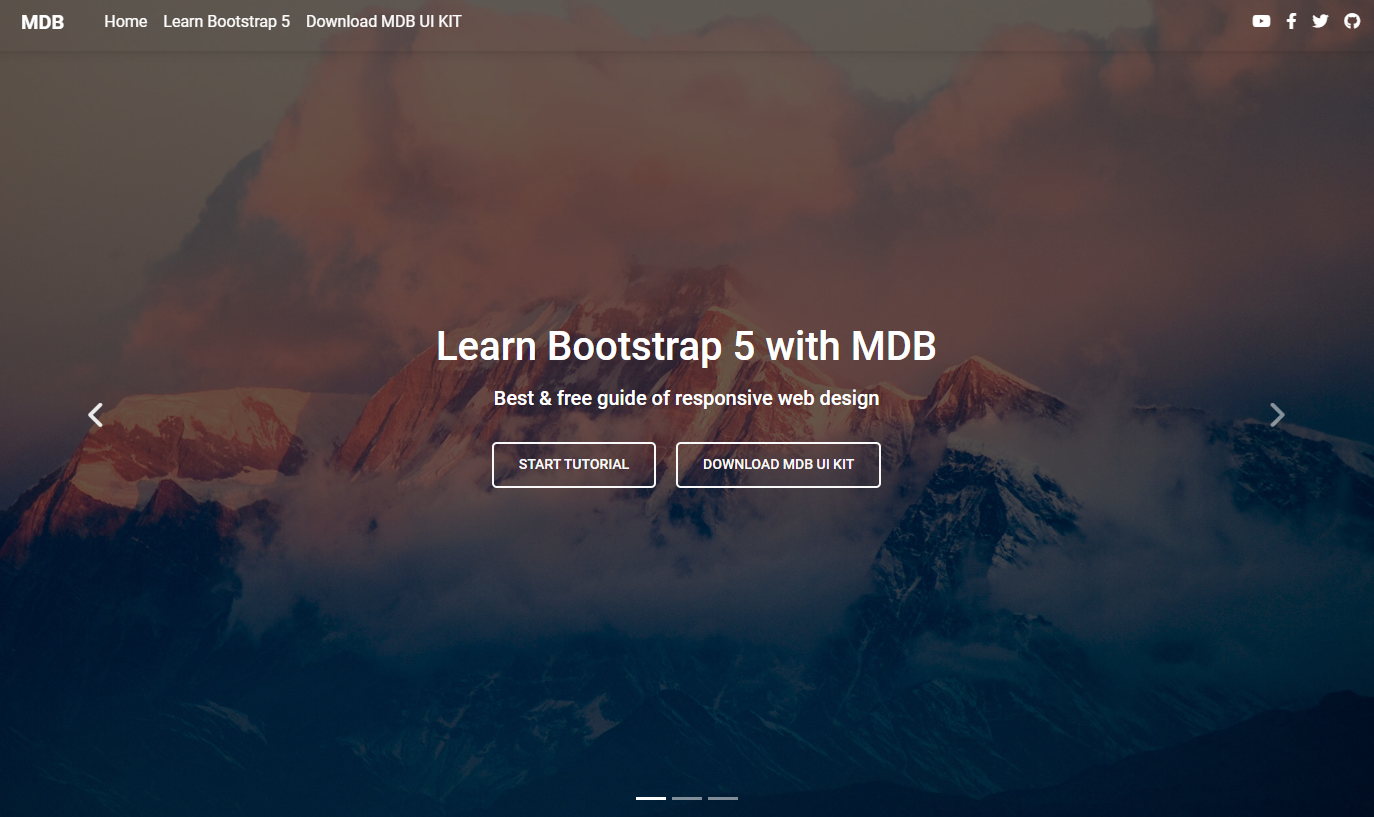 MDB Home Learn Bootstrap 5 Download MDB UI KIT
Learn Bootstrap 5 with MDB
Best & free guide of responsive web design
START TUTORIAL DOWNLOAD MDB UI KIT